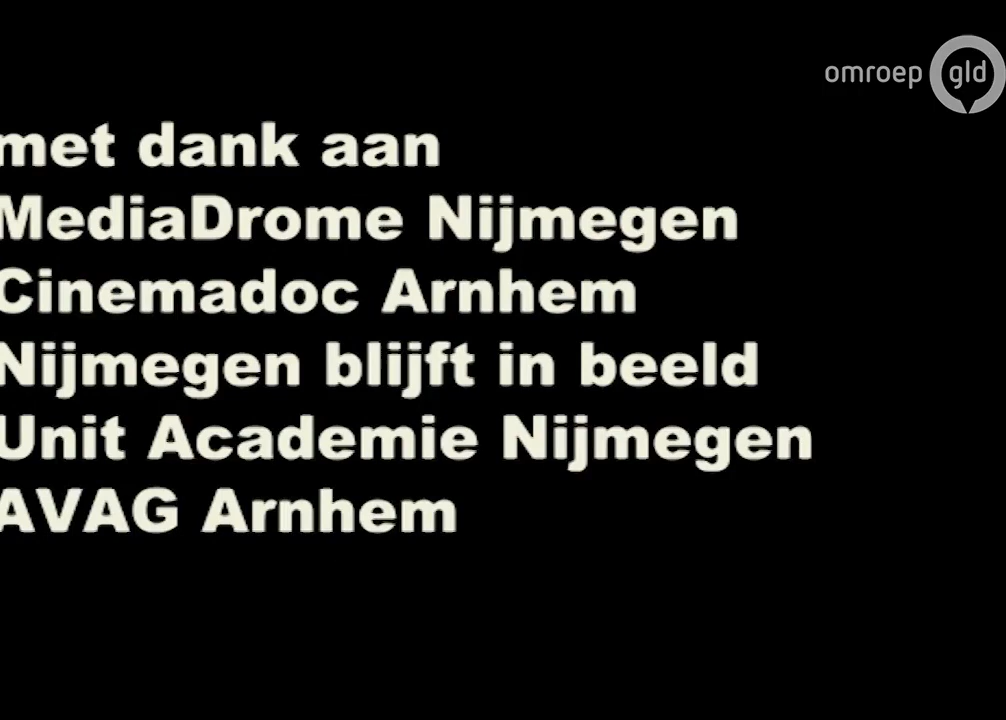 omroep gld
met dank aan
MediaDrome Nijmegen
Cinemadoc Arnhem
Nijmegen blijft in beeld
Unit Academie Nijmegen
AVAG Arnhem